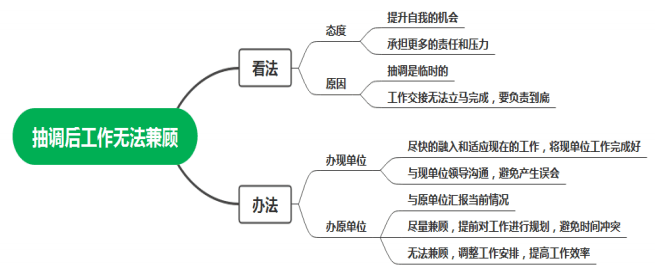 抽调后工作无法兼顾
看法
态度
提升自我的机会
承担更多的责任和压力
原因
抽调是临时的
工作交接无法立马完成，要负责到底
办法
办现单位
尽快的融入和适应现在的工作，将现单位工作完成好
与现单位领导沟通，避免产生误会
办原单位
与原单位汇报当前情况
尽量兼顾，提前对工作进行规划，避免时间冲突
无法兼顾，调整工作安排，提高工作效率